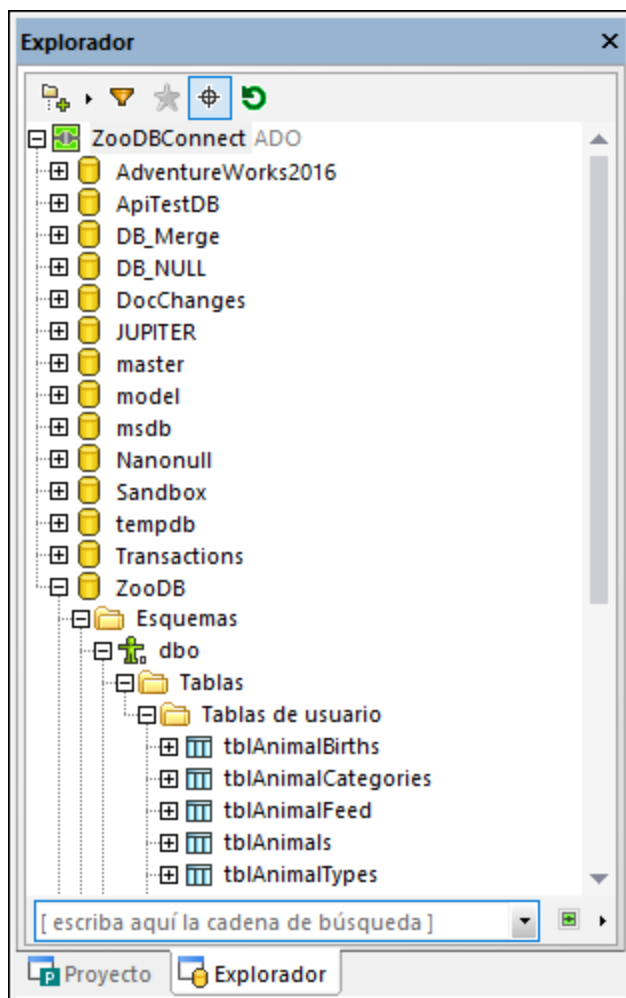 Explorador
ZooDBConnect ADO
AdventureWorks2016
ApiTestDB
DB_Merge
DB_NULL
DocChanges
JUPITER
master
model
msdb
Nanonull
Sandbox
tempdb
Transactions
ZooDB
Esquemas
dbo
Tablas
Tablas de usuario
tblAnimalBirths
tblAnimalCategories
tblAnimalFeed
tblAnimals
tblAnimalTypes
[ escriba aquí la cadena de búsqueda ]
Proyecto Explorador